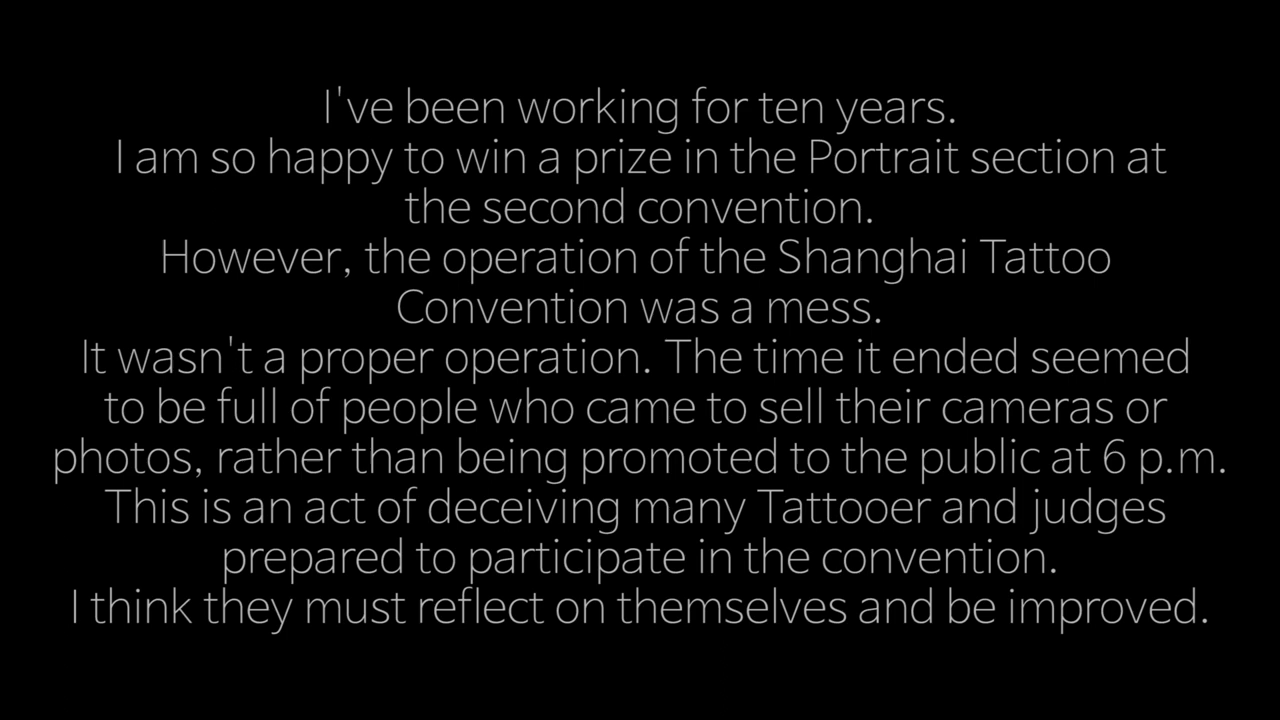 I've been working for ten years.
I am so happy to win a prize in the Portrait section at
the second convention.
However, the operation of the Shanghai Tattoo
Convention was a mess.
It wasn't a proper operation. The time it ended seemed
to be full of people who came to sell their cameras or
photos, rather than being promoted to the public at 6 p.m.
This is an act of deceiving many Tattooer and judges
prepared to participate in the convention.
I think they must reflect on themselves and be improved.